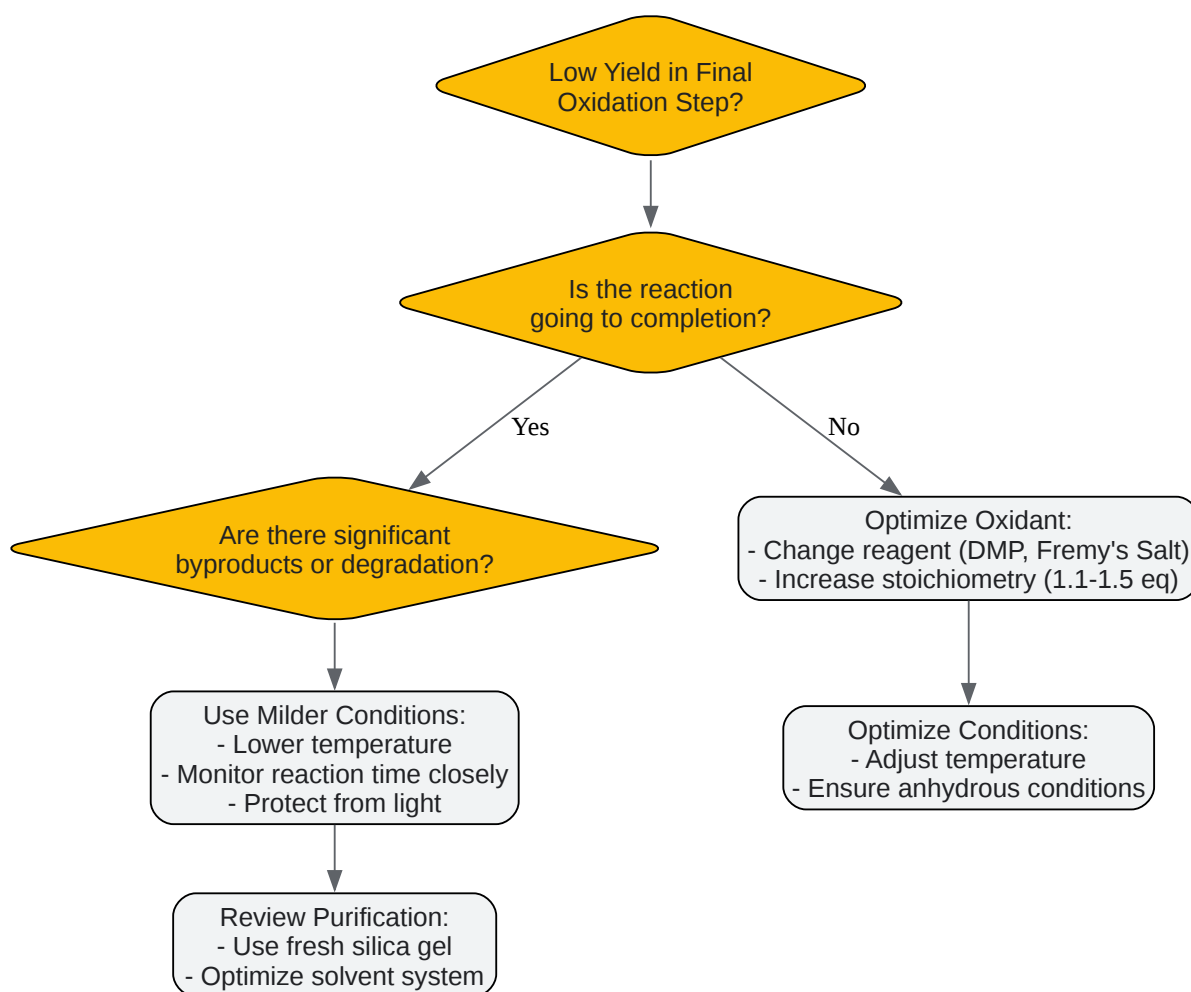 Low Yield in Final
Oxidation Step?
Is the reaction
going to completion?
Yes
No
Are there significant
byproducts or degradation?
Optimize Oxidant:
- Change reagent (DMP, Fremy's Salt)
- Increase stoichiometry (1.1-1.5 eq)
Use Milder Conditions:
- Lower temperature
- Monitor reaction time closely
- Protect from light
Optimize Conditions:
- Adjust temperature
- Ensure anhydrous conditions
Review Purification:
- Use fresh silica gel
- Optimize solvent system